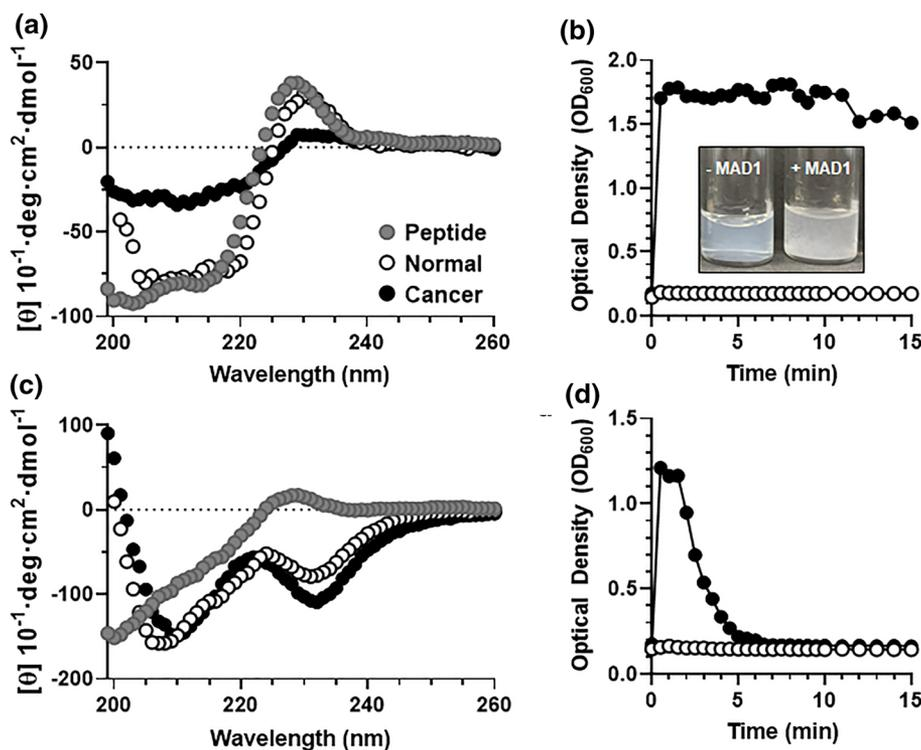 (a)
[θ] 10⁻¹·deg·cm²·dmol⁻¹
50
0
-50
-100
200
220
240
260
Wavelength (nm)
Peptide
Normal
Cancer
(b)
Optical Density (OD₆₀₀)
2.0
1.5
1.0
0.5
0.0
0
5
10
15
Time (min)
- MAD1
+ MAD1
(c)
[θ] 10⁻¹·deg·cm²·dmol⁻¹
100
0
-100
-200
200
220
240
260
Wavelength (nm)
(d)
Optical Density (OD₆₀₀)
1.5
1.0
0.5
0.0
0
5
10
15
Time (min)